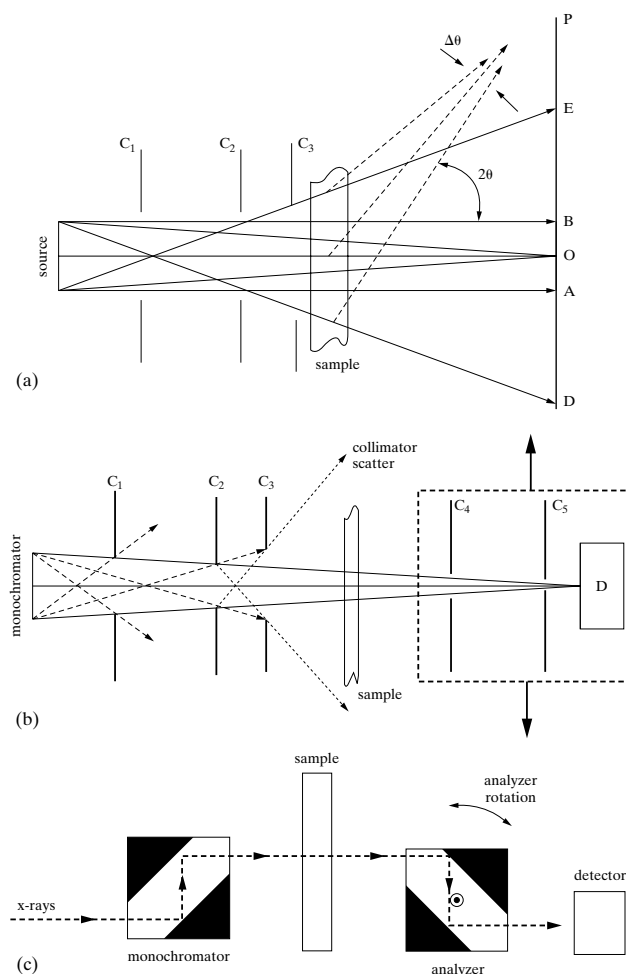 P
Δθ
E
C1
C2
C3
2θ
B
source
O
A
sample
(a)
D
collimator
scatter
C1
C2
C3
C4
C5
monochromator
D
sample
(b)
sample
analyzer
rotation
detector
x-rays
monochromator
analyzer
(c)